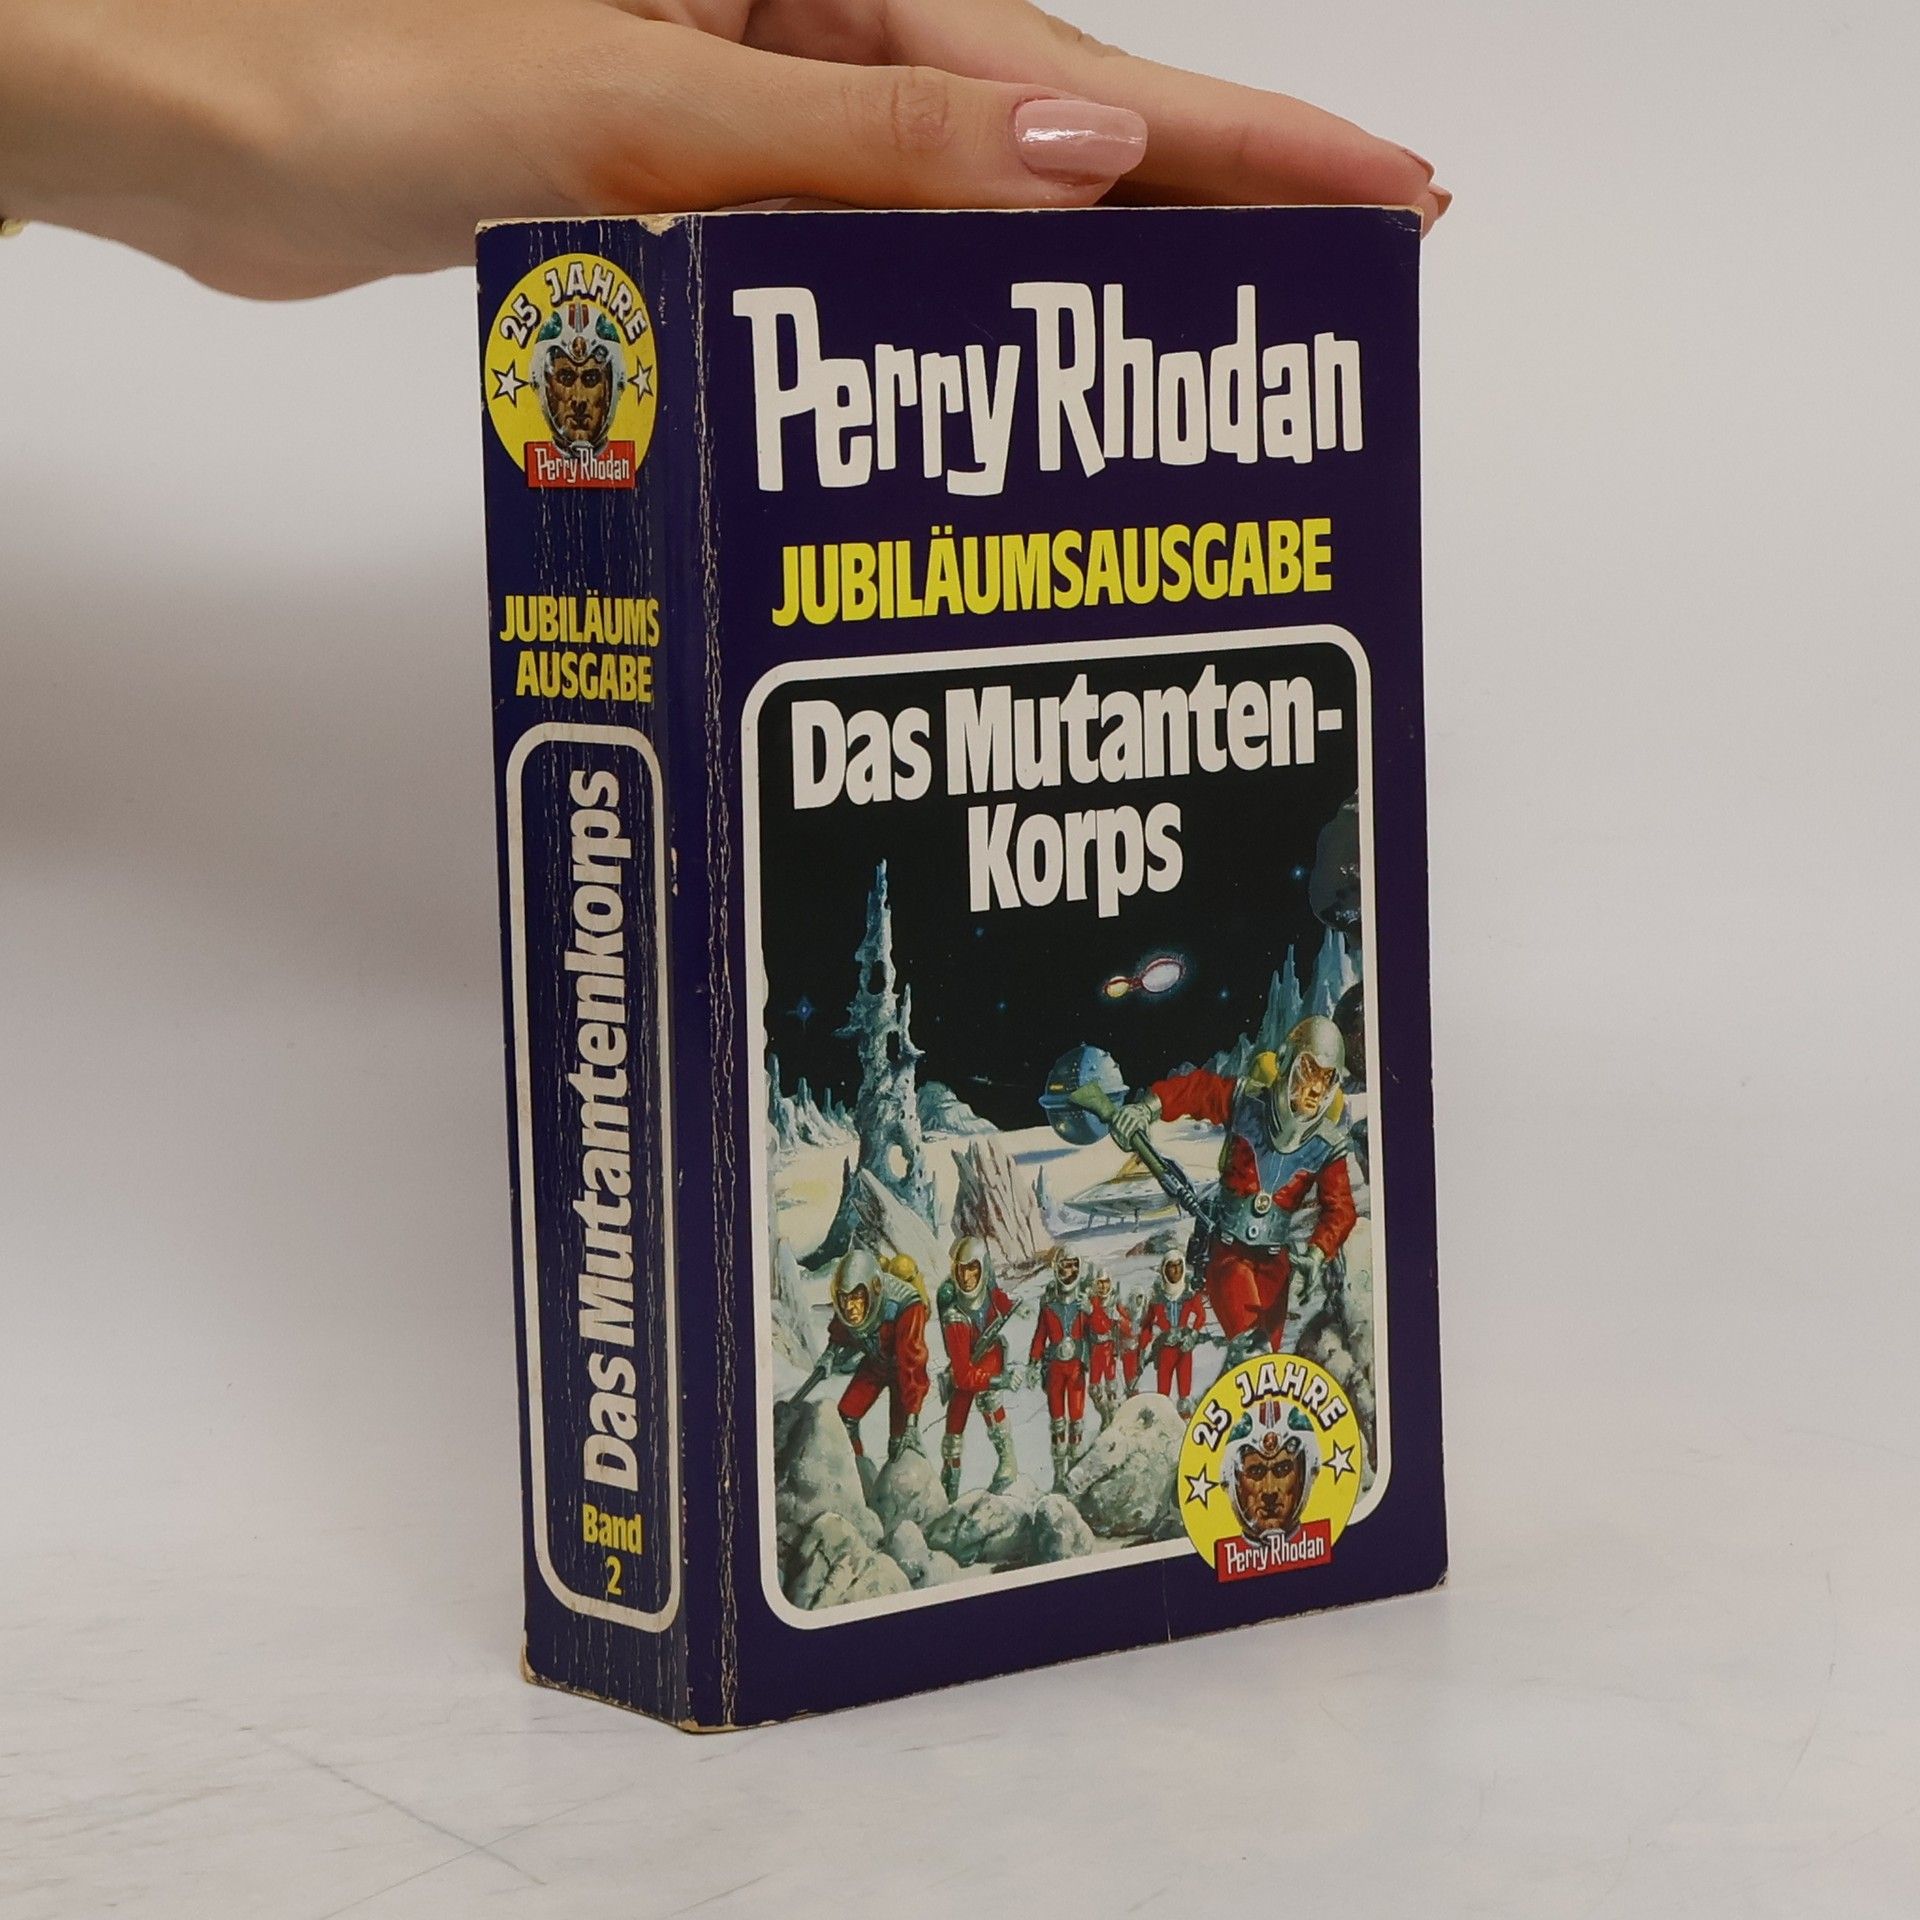 25 JAHRE
Perry Rhodan
JUBILÄUMS
AUSGABE
Das Mutantenkorps
Band
2
Perry Rhodan
JUBILÄUMSAUSGABE
Das Mutanten-
Korps
25 JAHRE
Perry Rhodan